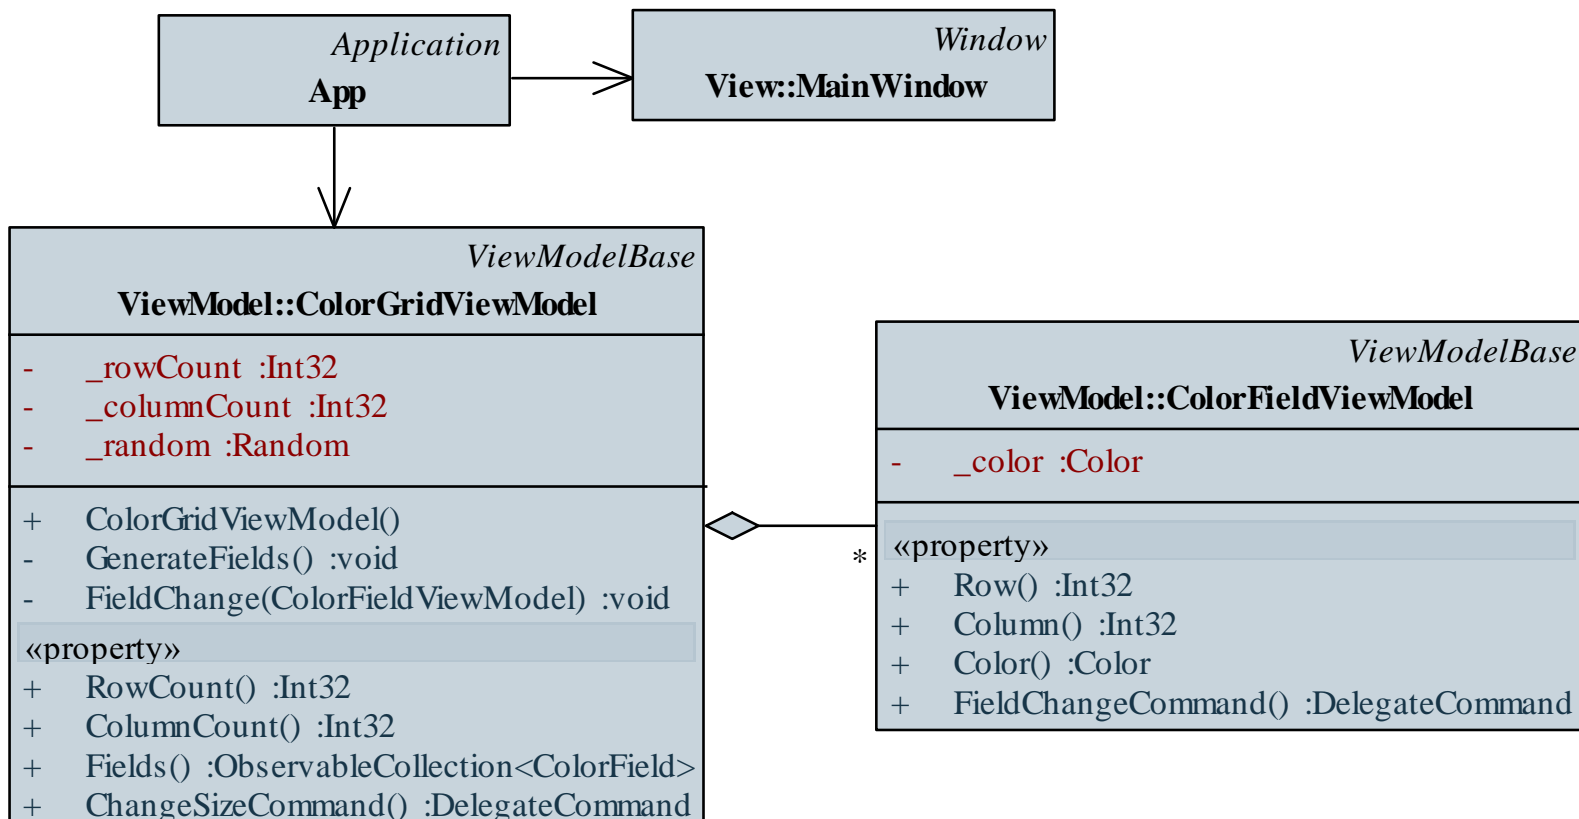 Application
App
Window
View::MainWindow
ViewModelBase
ViewModel::ColorGridViewModel
- _rowCount :Int32
- _columnCount :Int32
- _random :Random
+ ColorGridViewModel()
- GenerateFields() :void
- FieldChange(ColorFieldViewModel) :void
«property»
+ RowCount() :Int32
+ ColumnCount() :Int32
+ Fields() :ObservableCollection<ColorField>
+ ChangeSizeCommand() :DelegateCommand
*
ViewModelBase
ViewModel::ColorFieldViewModel
- _color :Color
«property»
+ Row() :Int32
+ Column() :Int32
+ Color() :Color
+ FieldChangeCommand() :DelegateCommand